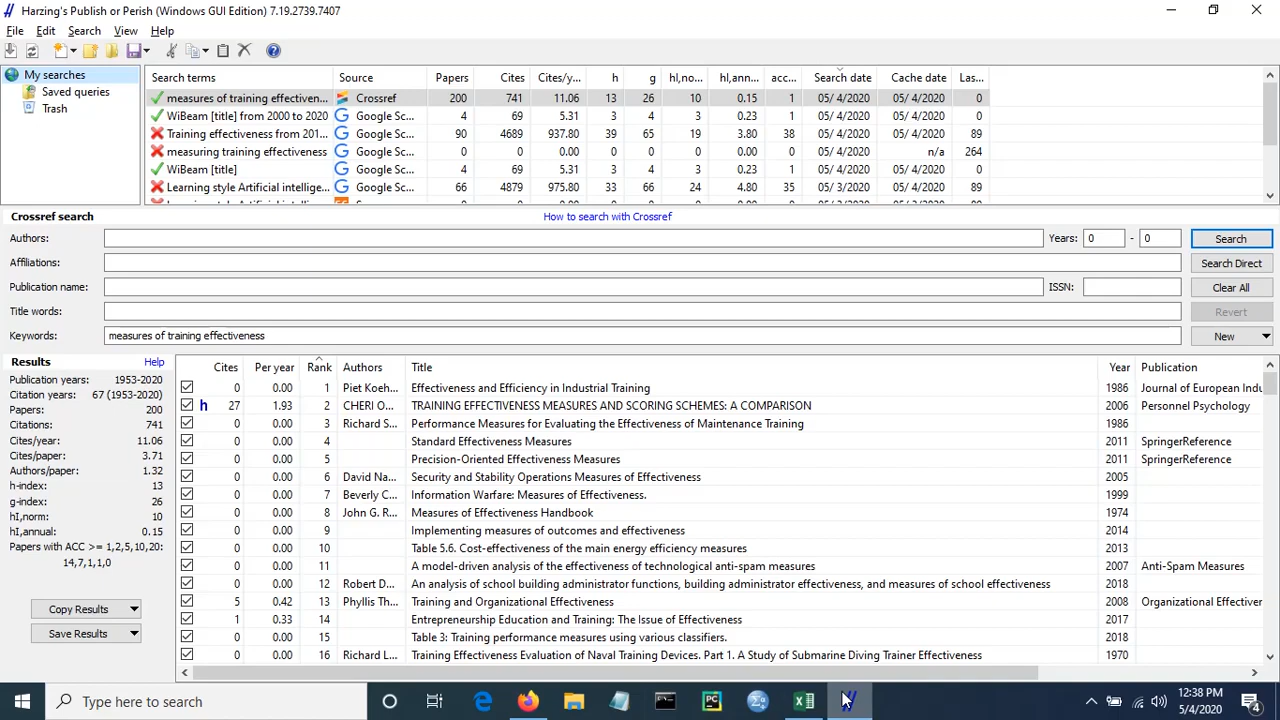 Harzing's Publish or Perish (Windows GUI Edition) 7.19.2739.7407
File Edit Search View Help
My searches
Saved queries
Trash
Search terms Source Papers Cites Cites/y... h g hI,no... hI,ann... acc... Search date Cache date Las...
measures of training effectiven... Crossref 200 741 11.06 13 26 10 0.15 1 05/ 4/2020 05/ 4/2020 0
WiBeam [title] from 2000 to 2020 Google Sc... 4 69 5.31 3 4 3 0.23 1 05/ 4/2020 05/ 4/2020 0
Training effectiveness from 201... Google Sc... 90 4689 937.80 39 65 19 3.80 38 05/ 4/2020 05/ 4/2020 89
measuring training effectiveness Google Sc... 0 0 0.00 0 0 0 0.00 0 05/ 4/2020 n/a 264
WiBeam [title] Google Sc... 4 69 5.31 3 4 3 0.23 1 05/ 4/2020 05/ 4/2020 0
Learning style Artificial intellige... Google Sc... 66 4879 975.80 33 66 24 4.80 35 05/ 3/2020 05/ 4/2020 89
Crossref search How to search with Crossref
Authors: Years: 0 - 0 Search
Affiliations: Search Direct
Publication name: ISSN: Clear All
Title words: Revert
Keywords: measures of training effectiveness New
Results Help
Publication years: 1953-2020
Citation years: 67 (1953-2020)
Papers: 200
Citations: 741
Cites/year: 11.06
Cites/paper: 3.71
Authors/paper: 1.32
h-index: 13
g-index: 26
hI,norm: 10
hI,annual: 0.15
Papers with ACC >= 1,2,5,10,20:
14,7,1,1,0
Copy Results
Save Results
Cites Per year Rank Authors Title Year Publication
0 0.00 1 Piet Koeh... Effectiveness and Efficiency in Industrial Training 1986 Journal of European Indu
h 27 1.93 2 CHERI O... TRAINING EFFECTIVENESS MEASURES AND SCORING SCHEMES: A COMPARISON 2006 Personnel Psychology
0 0.00 3 Richard S... Performance Measures for Evaluating the Effectiveness of Maintenance Training 1986
0 0.00 4 Standard Effectiveness Measures 2011 SpringerReference
0 0.00 5 Precision-Oriented Effectiveness Measures 2011 SpringerReference
0 0.00 6 David Na... Security and Stability Operations Measures of Effectiveness 2005
0 0.00 7 Beverly C... Information Warfare: Measures of Effectiveness. 1999
0 0.00 8 John G. R... Measures of Effectiveness Handbook 1974
0 0.00 9 Implementing measures of outcomes and effectiveness 2014
0 0.00 10 Table 5.6. Cost-effectiveness of the main energy efficiency measures 2013
0 0.00 11 A model-driven analysis of the effectiveness of technological anti-spam measures 2007 Anti-Spam Measures
0 0.00 12 Robert D... An analysis of school building administrator functions, building administrator effectiveness, and measures of school effectiveness 2018
5 0.42 13 Phyllis Th... Training and Organizational Effectiveness 2008 Organizational Effectiver
1 0.33 14 Entrepreneurship Education and Training: The Issue of Effectiveness 2017
0 0.00 15 Table 3: Training performance measures using various classifiers. 2018
0 0.00 16 Richard L... Training Effectiveness Evaluation of Naval Training Devices. Part 1. A Study of Submarine Diving Trainer Effectiveness 1970
Type here to search
12:38 PM
5/4/2020
4